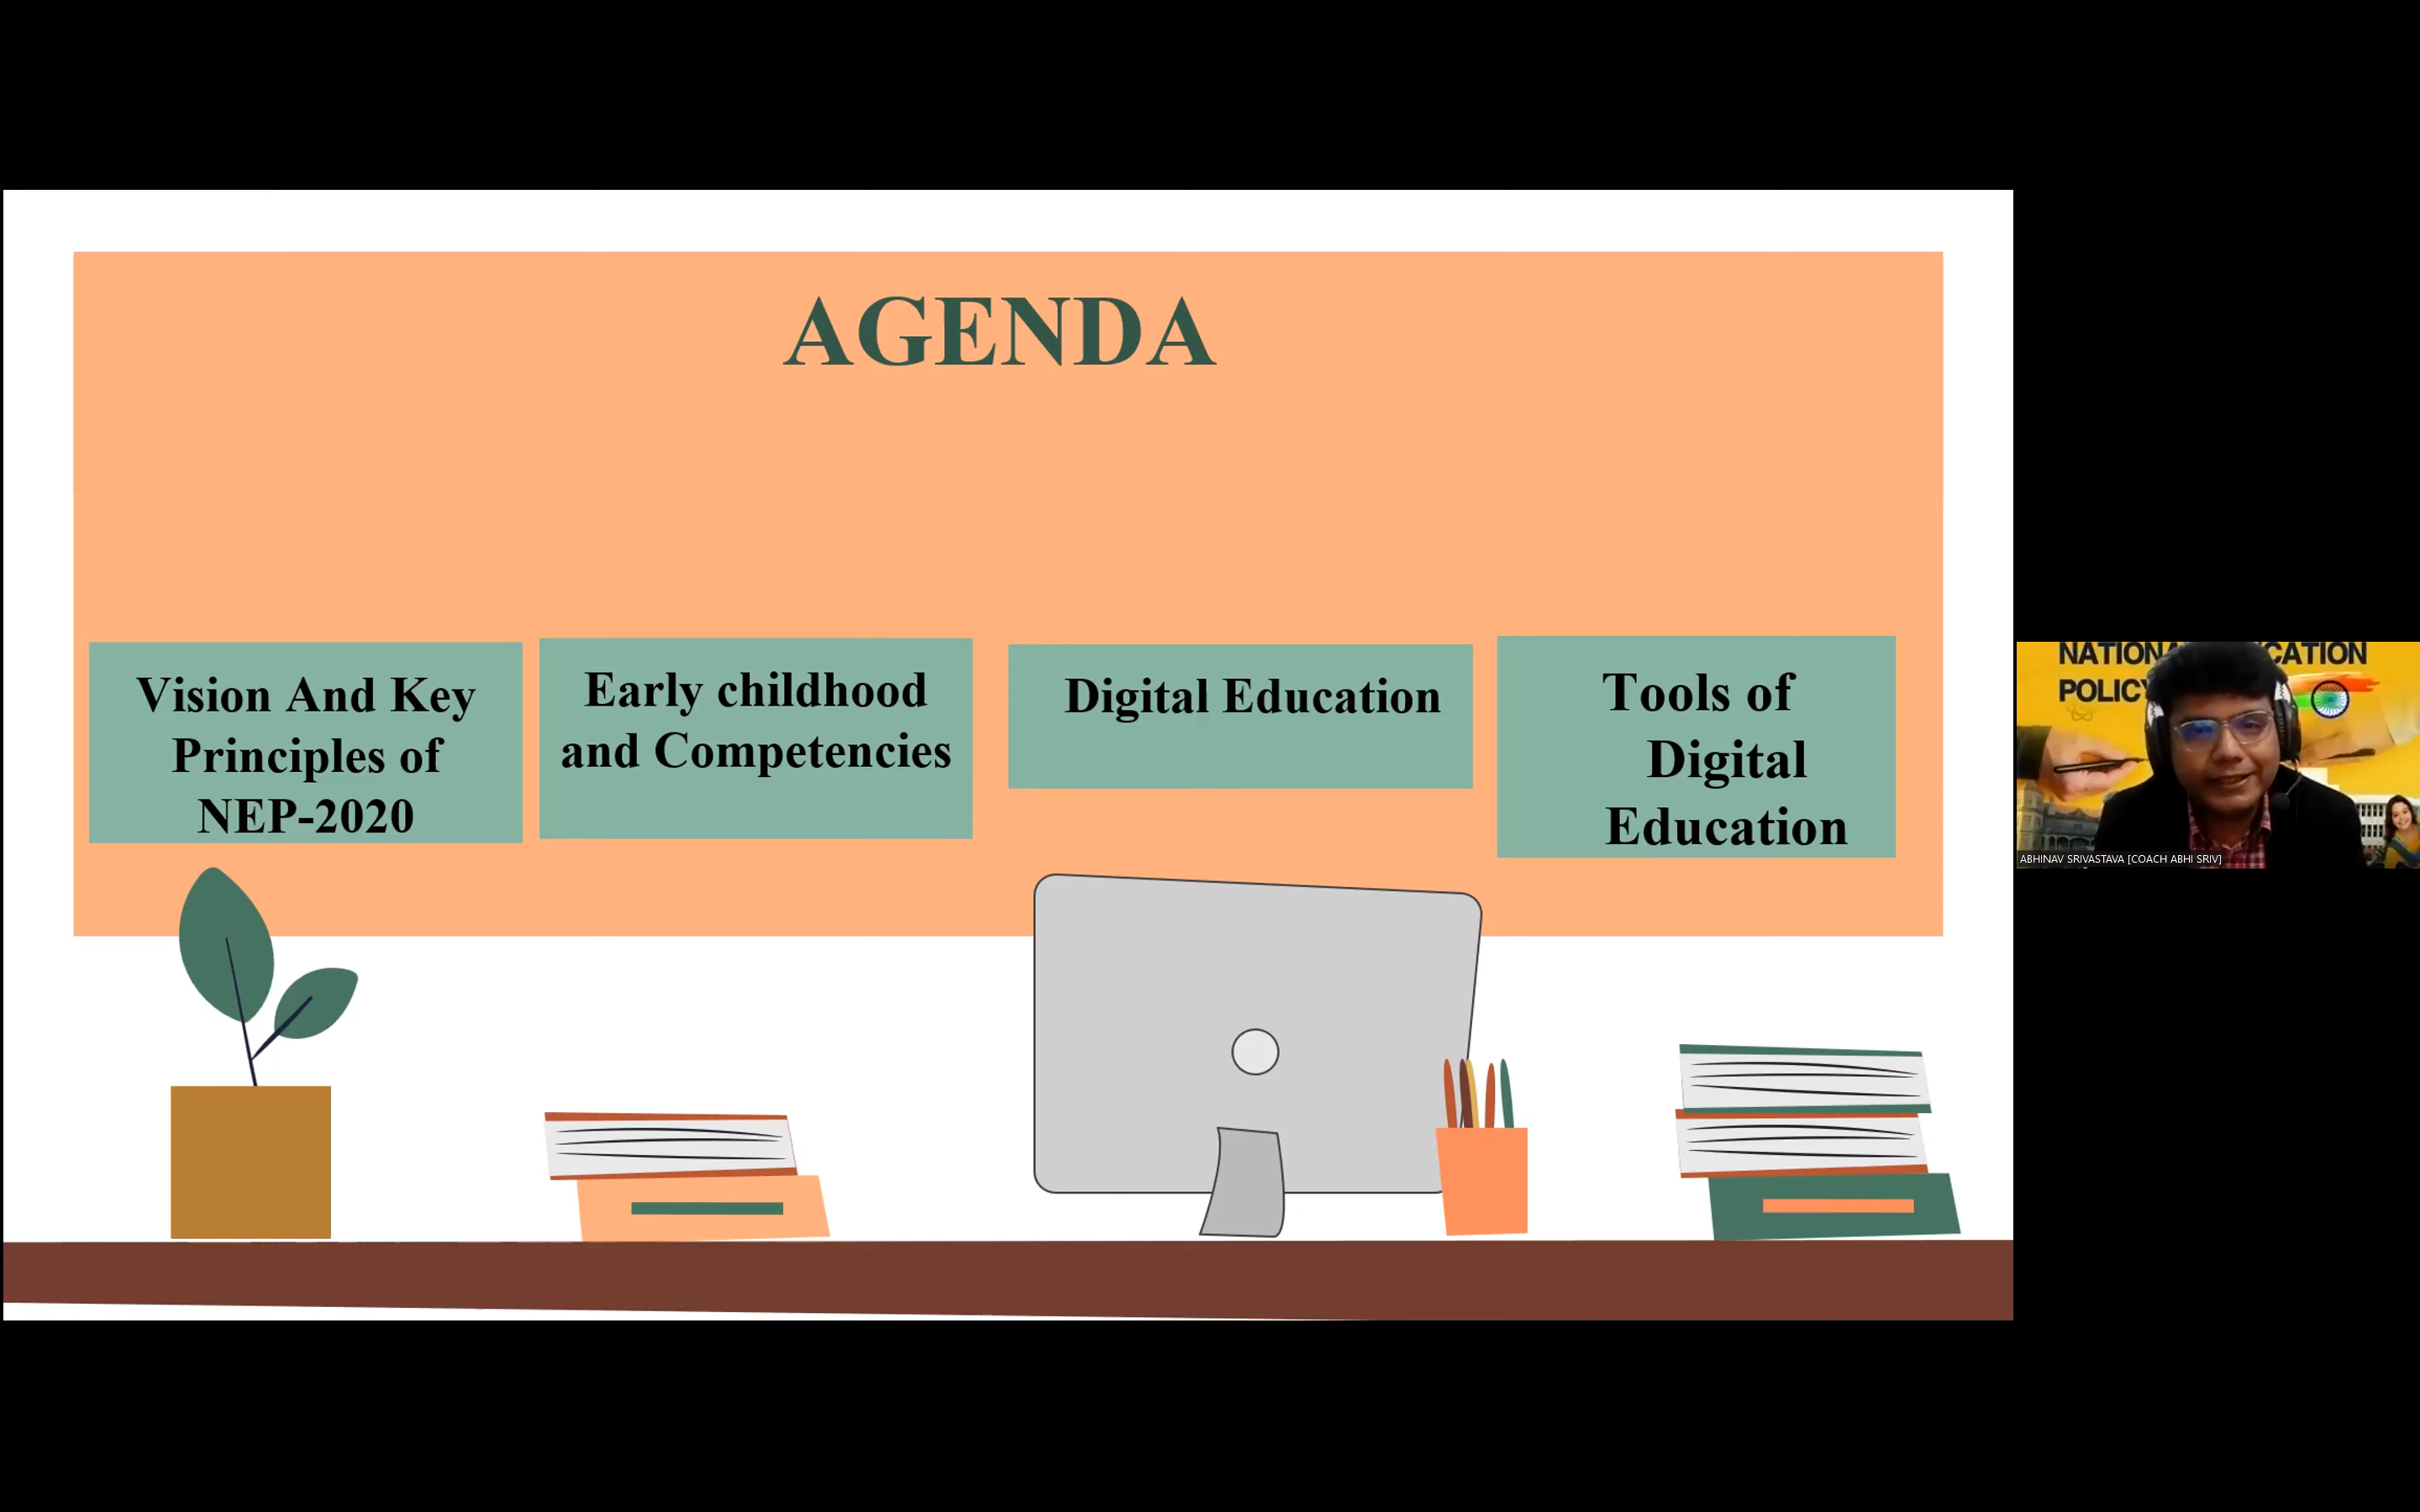 AGENDA
Vision And Key
Principles of
NEP-2020
Early childhood
and Competencies
Digital Education
Tools of
Digital
Education
POLICY
ABHINAV SRIVASTAVA [COACH ABHI SRIV]